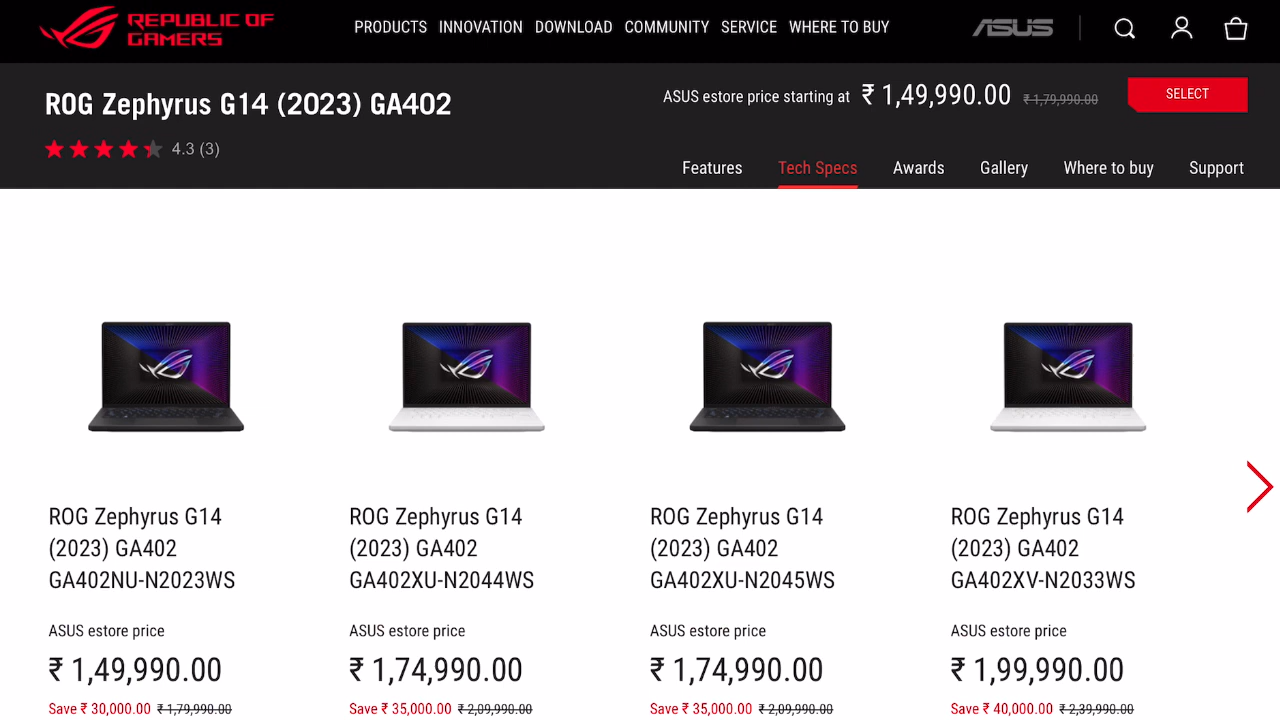 REPUBLIC OF
GAMERS
PRODUCTS INNOVATION DOWNLOAD COMMUNITY SERVICE WHERE TO BUY
ASUS
ROG Zephyrus G14 (2023) GA402
ASUS estore price starting at ₹ 1,49,990.00 ₹ 1,79,990.00
SELECT
4.3 (3)
Features Tech Specs Awards Gallery Where to buy Support
ROG Zephyrus G14
(2023) GA402
GA402NU-N2023WS
ASUS estore price
₹ 1,49,990.00
Save ₹ 30,000.00 ₹ 1,79,990.00
ROG Zephyrus G14
(2023) GA402
GA402XU-N2044WS
ASUS estore price
₹ 1,74,990.00
Save ₹ 35,000.00 ₹ 2,09,990.00
ROG Zephyrus G14
(2023) GA402
GA402XU-N2045WS
ASUS estore price
₹ 1,74,990.00
Save ₹ 35,000.00 ₹ 2,09,990.00
ROG Zephyrus G14
(2023) GA402
GA402XV-N2033WS
ASUS estore price
₹ 1,99,990.00
Save ₹ 40,000.00 ₹ 2,39,990.00